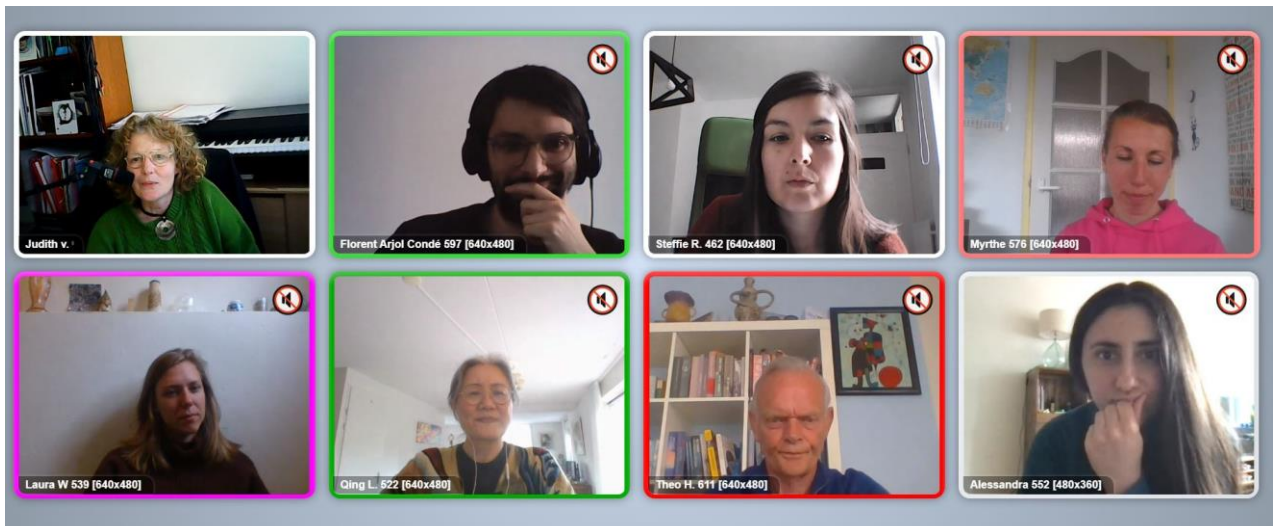 Judith v.
Florent Arjol Condé 597 [640x480]
Steffie R. 462 [640x480]
Myrthe 576 [640x480]
Laura W 539 [640x480]
Qing L. 522 [640x480]
Theo H. 611 [640x480]
Alessandra 552 [480x360]